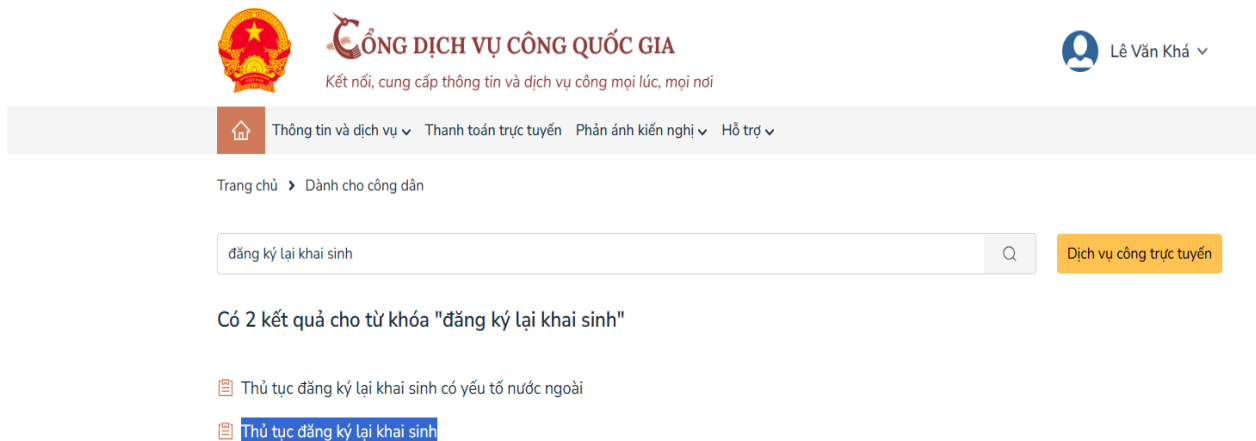 CỔNG DỊCH VỤ CÔNG QUỐC GIA
Kết nối, cung cấp thông tin và dịch vụ công mọi lúc, mọi nơi
Lê Văn Khá
Thông tin và dịch vụ Thanh toán trực tuyến Phản ánh kiến nghị Hỗ trợ
Trang chủ > Dành cho công dân
đăng ký lại khai sinh
Dịch vụ công trực tuyến
Có 2 kết quả cho từ khóa "đăng ký lại khai sinh"
Thủ tục đăng ký lại khai sinh có yếu tố nước ngoài
Thủ tục đăng ký lại khai sinh